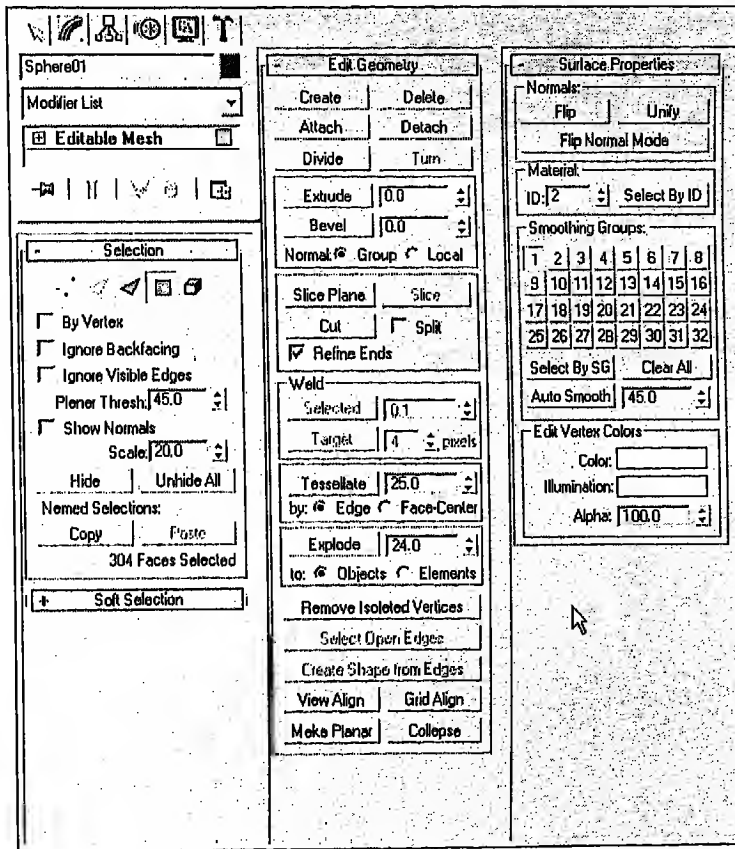 Sphere01
Modifier List
Editable Mesh
- Selection
By Vertex
Ignore Backfacing
Ignore Visible Edges
Planer Thresh: 45.0
Show Normals
Scale: 20.0
Hide Unhide All
Named Selections:
Copy Paste
304 Faces Selected
+ Soft Selection
- Edit Geometry
Create Delete
Attach Detach
Divide Turn
Extrude 0.0
Bevel 0.0
Normal: Group Local
Slice Plane Slice
Cut Split
Refine Ends
Weld
Selected 0.1
Target 4 pixels
Tessellate 25.0
by: Edge Face-Center
Explode 24.0
to: Objects Elements
Remove Isolated Vertices
Select Open Edges
Create Shape from Edges
View Align Grid Align
Make Planar Collapse
- Surface Properties
Normals:
Flip Unify
Flip Normal Mode
Material:
ID: 2 Select By ID
Smoothing Groups:
1 2 3 4 5 6 7 8
9 10 11 12 13 14 15 16
17 18 19 20 21 22 23 24
25 26 27 28 29 30 31 32
Select By SG Clear All
Auto Smooth 45.0
Edit Vertex Colors
Color:
Illumination:
Alpha: 100.0